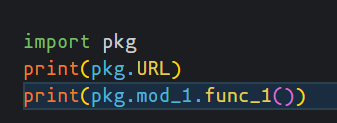 import pkg
print(pkg.URL)
print(pkg.mod_1.func_1())